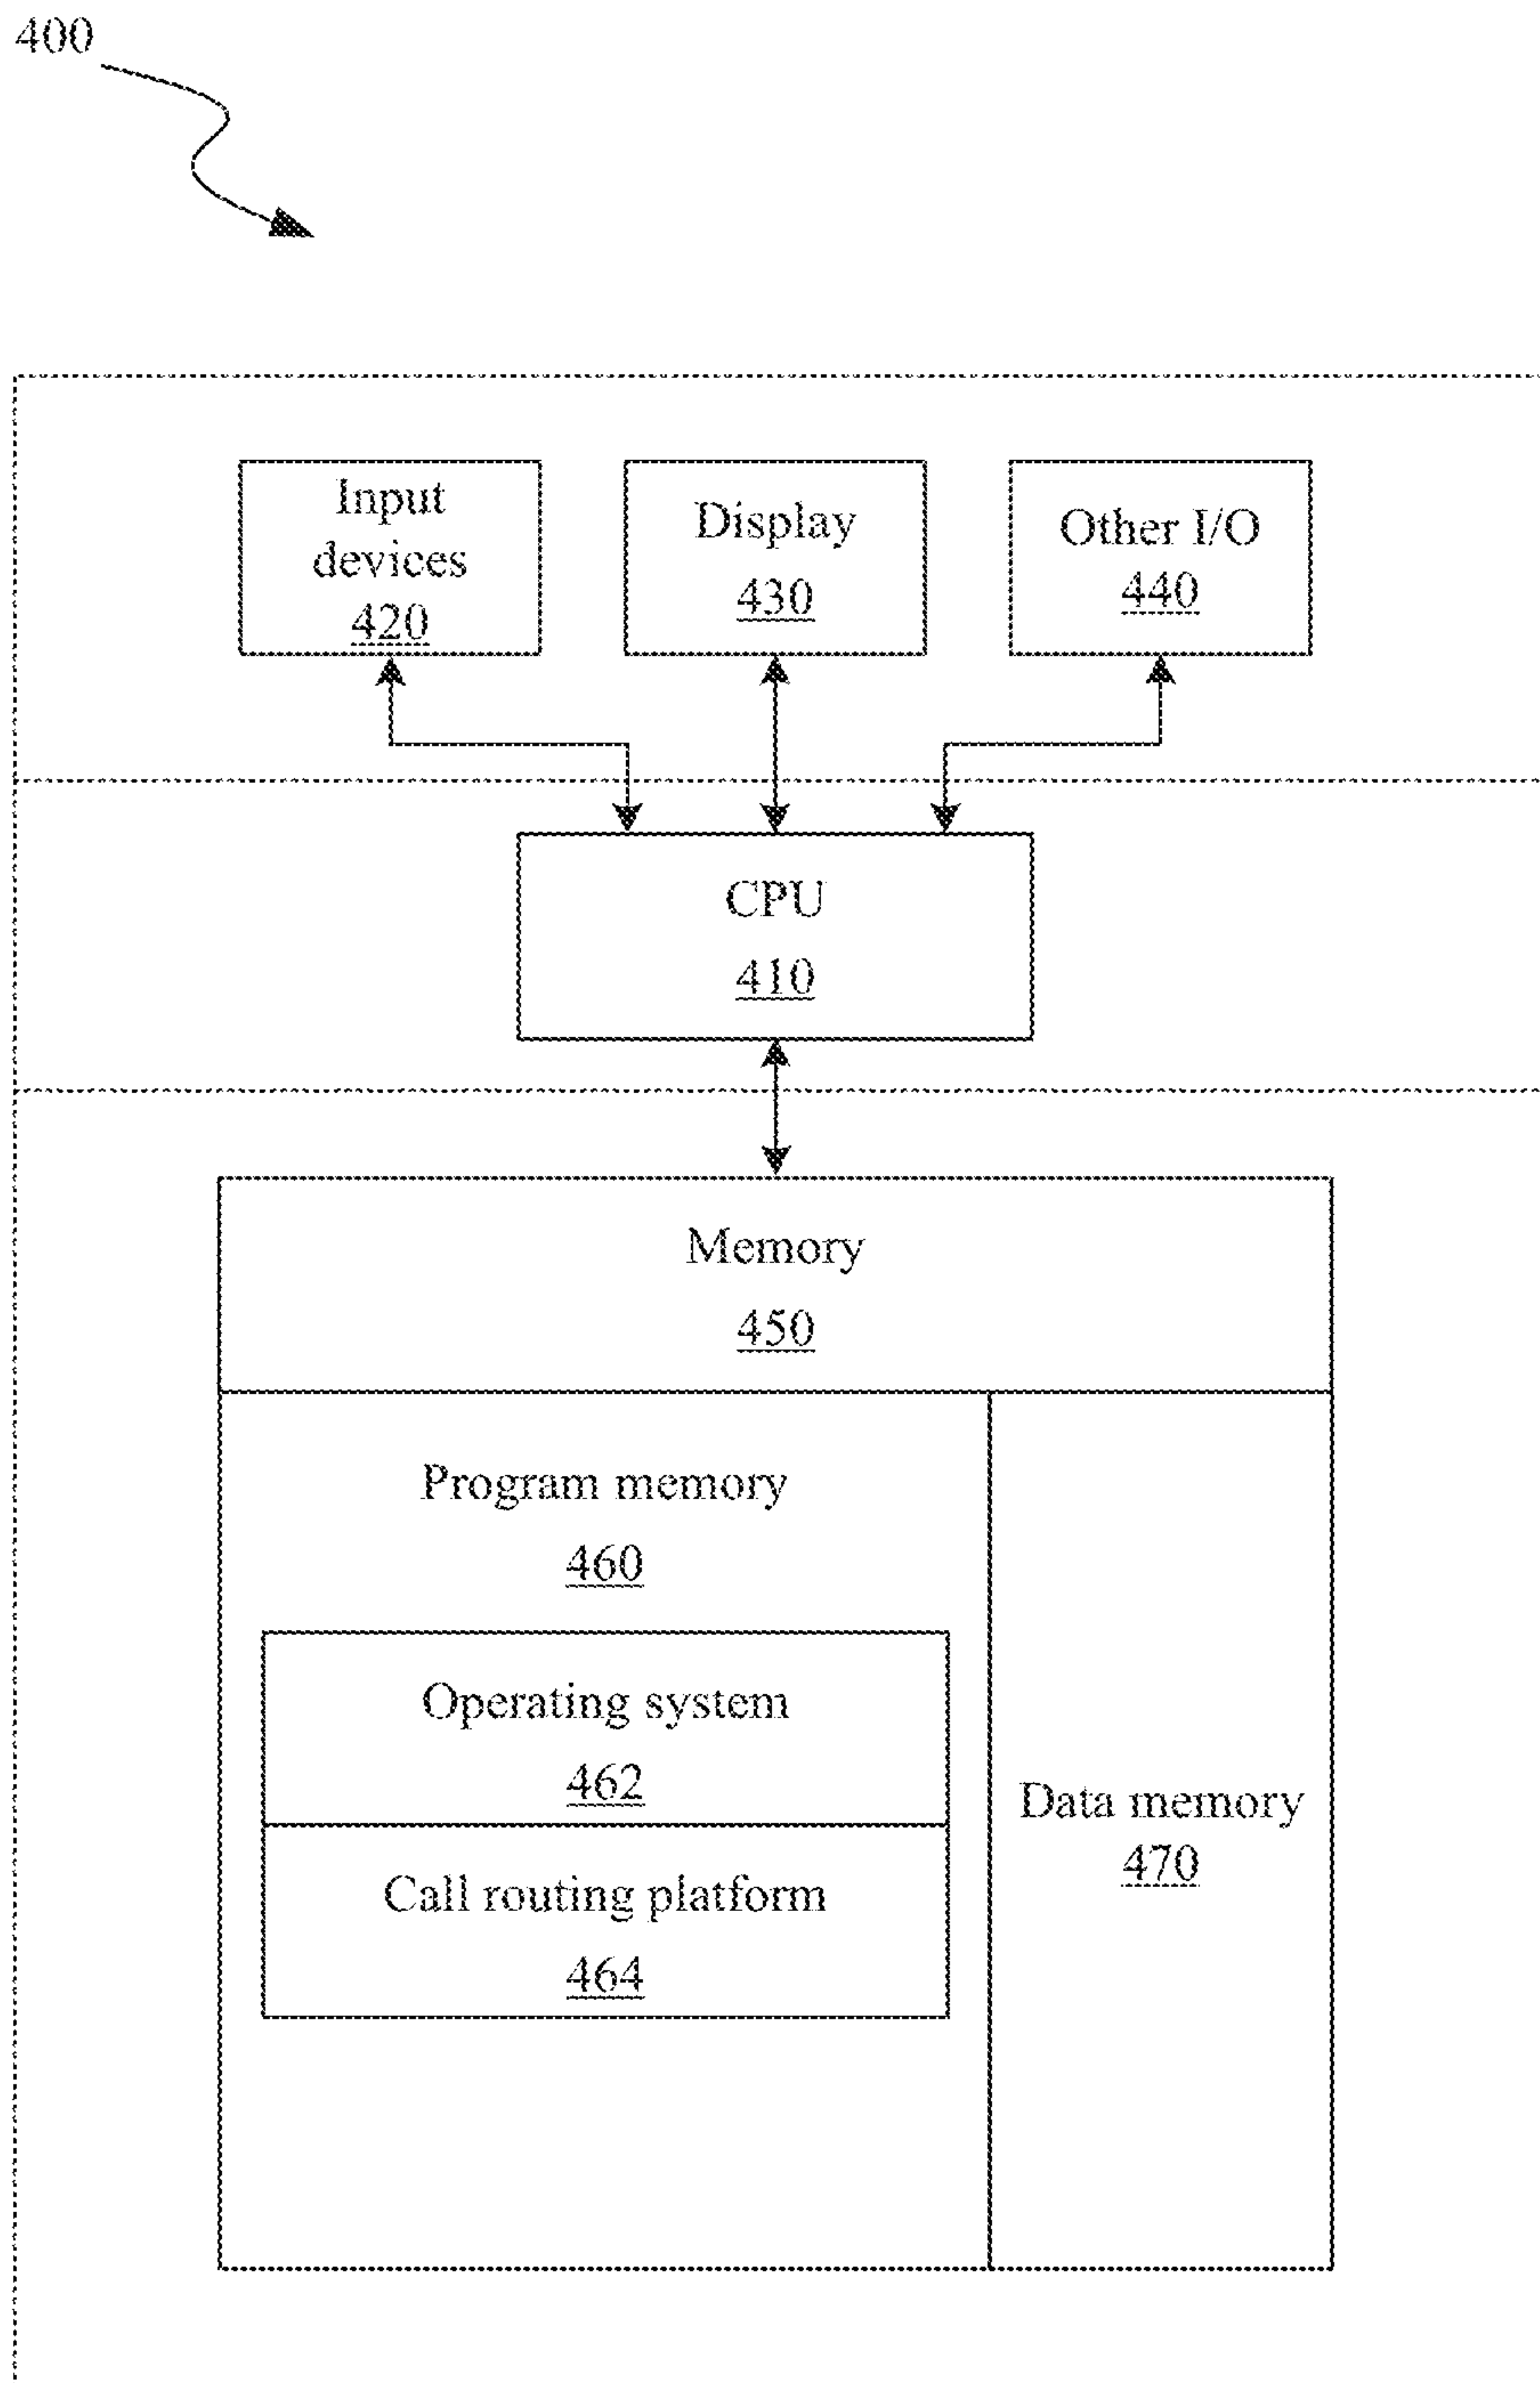 400
Input
devices
420
Display
430
Other I/O
440
CPU
410
Memory
450
Program memory
460
Operating system
462
Call routing platform
464
Data memory
470